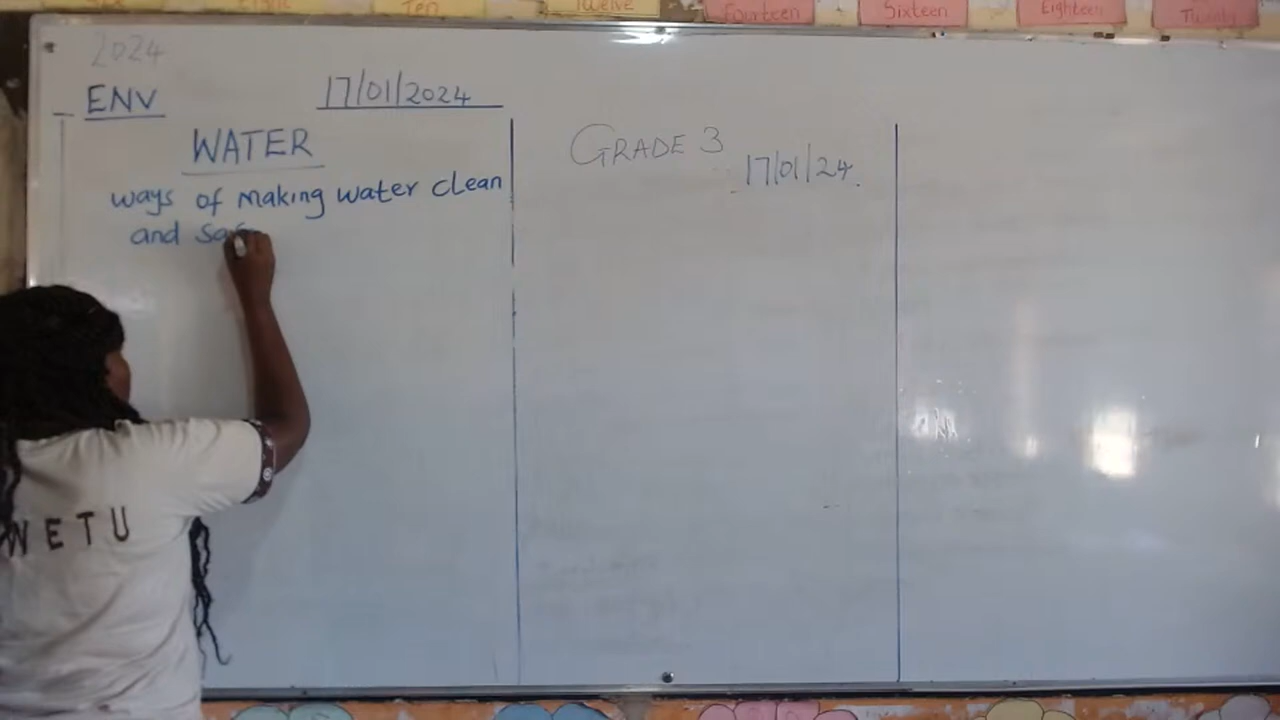 Eight
Ten
Twelve
Fourteen
Sixteen
Eighteen
Twenty
2024
ENV
17/01/2024
WATER
ways of making water clean
and
GRADE 3
17/01/24.
WETU